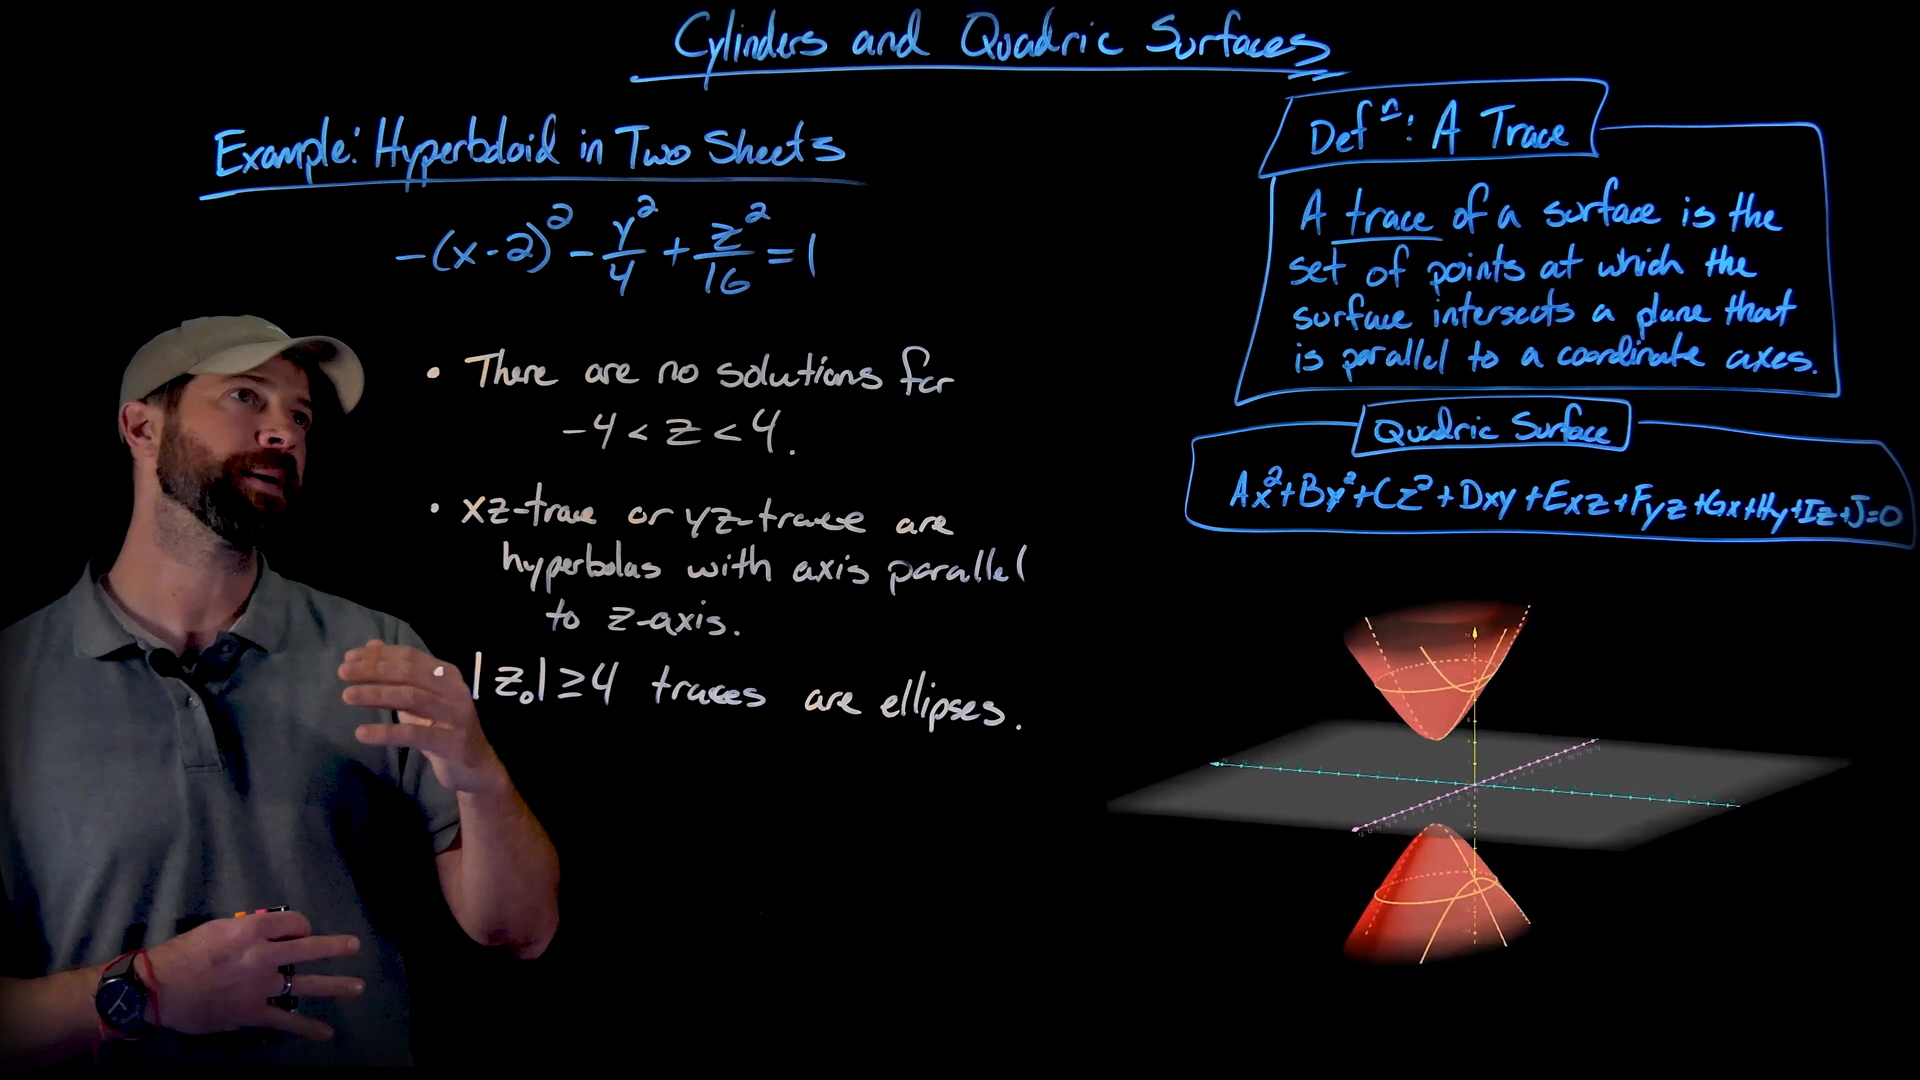 Cylinders and Quadric Surfaces
Example: Hyperboloid in Two Sheets
-(x-2)² - y²/4 + z²/16 = 1
• There are no solutions for
-4 < z < 4.
• xz-trace or yz-trace are
hyperbolas with axis parallel
to z-axis.
• |z₀| ≥ 4 traces are ellipses.
Defⁿ: A Trace
A trace of a surface is the
set of points at which the
surface intersects a plane that
is parallel to a coordinate axes.
Quadric Surface
Ax²+By²+Cz²+Dxy+Exz+Fyz+Gx+Hy+Iz+J=0